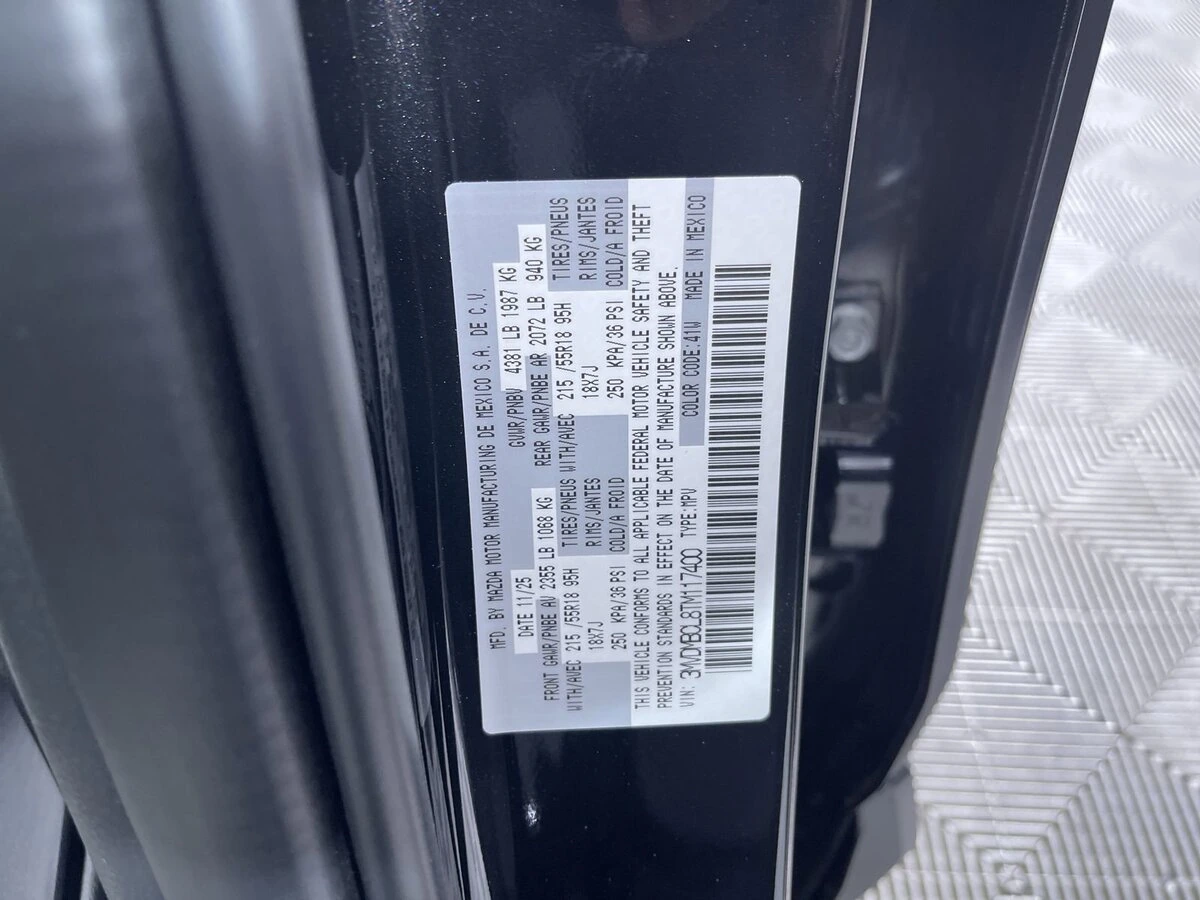 MFD. BY MAZDA MOTOR MANUFACTURING DE MEXICO S.A. DE C.V.
DATE 11/25 GVWR/PNBV 4381 LB 1987 KG
FRONT GAWR/PNBE AV 2355 LB 1068 KG REAR GAWR/PNBE AR 2072 LB 940 KG
WITH/AVEC 215 /55R18 95H TIRES/PNEUS WITH/AVEC 215 /55R18 95H TIRES/PNEUS
18X7J RIMS/JANTES 18X7J RIMS/JANTES
250 KPA/36 PSI COLD/A FROID 250 KPA/36 PSI COLD/A FROID
THIS VEHICLE CONFORMS TO ALL APPLICABLE FEDERAL MOTOR VEHICLE SAFETY AND THEFT
PREVENTION STANDARDS IN EFFECT ON THE DATE OF MANUFACTURE SHOWN ABOVE.
VIN: 3MVDMBCL8TM117400 TYPE:MPV COLOR CODE:41W MADE IN MEXICO